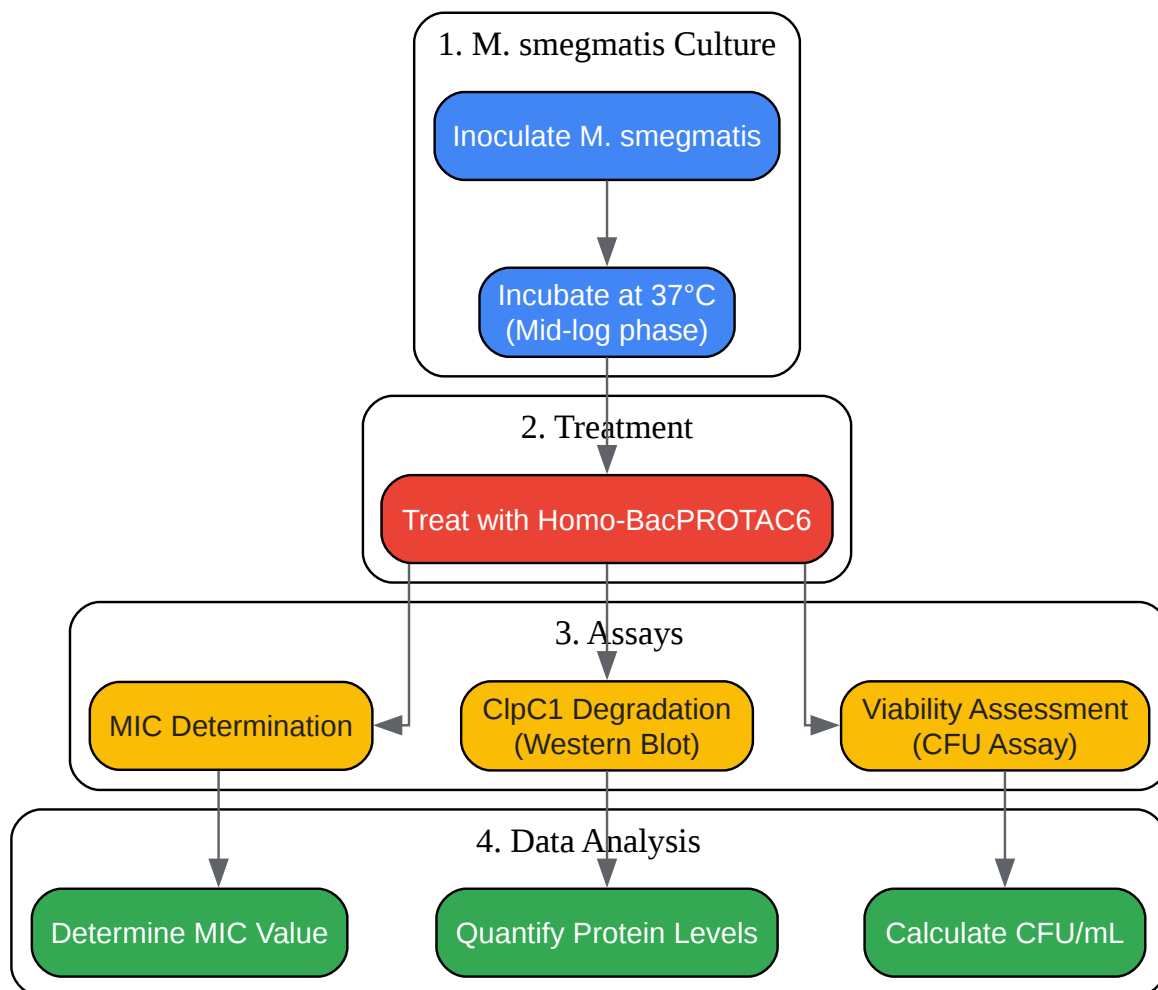 1. M. smegmatis Culture
Inoculate M. smegmatis
Incubate at 37°C
(Mid-log phase)
2. Treatment
Treat with Homo-BacPROTAC6
3. Assays
MIC Determination
ClpC1 Degradation
(Western Blot)
Viability Assessment
(CFU Assay)
4. Data Analysis
Determine MIC Value
Quantify Protein Levels
Calculate CFU/mL